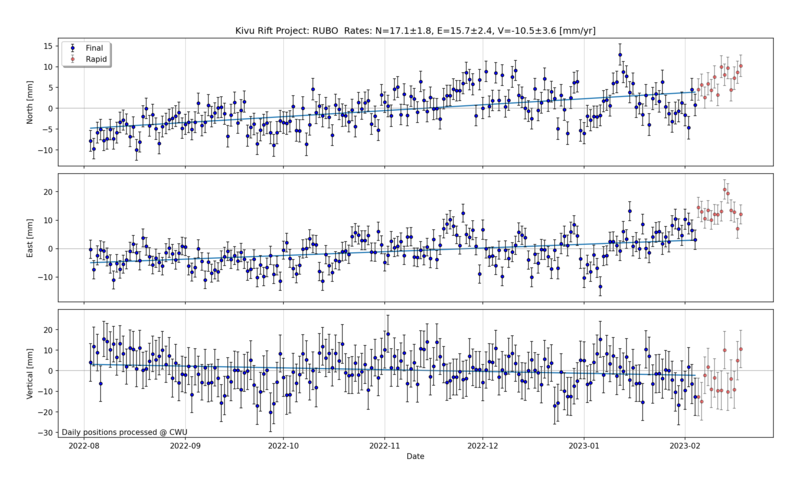 Kivu Rift Project: RUBO  Rates: N=17.1±1.8, E=15.7±2.4, V=-10.5±3.6 [mm/yr]
Final
Rapid
North [mm]
15
10
5
0
−5
−10
East [mm]
20
10
0
−10
Vertical [mm]
20
10
0
−10
−20
−30
Daily positions processed @ CWU
2022-08 2022-09 2022-10 2022-11 2022-12 2023-01 2023-02
Date